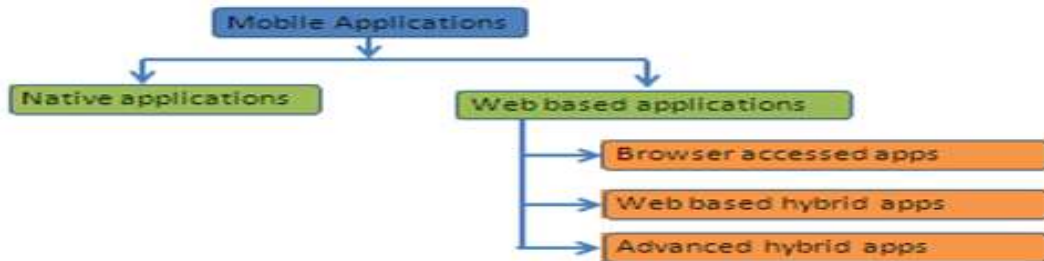 Mobile Applications
Native applications
Web based applications
Browser accessed apps
Web based hybrid apps
Advanced hybrid apps